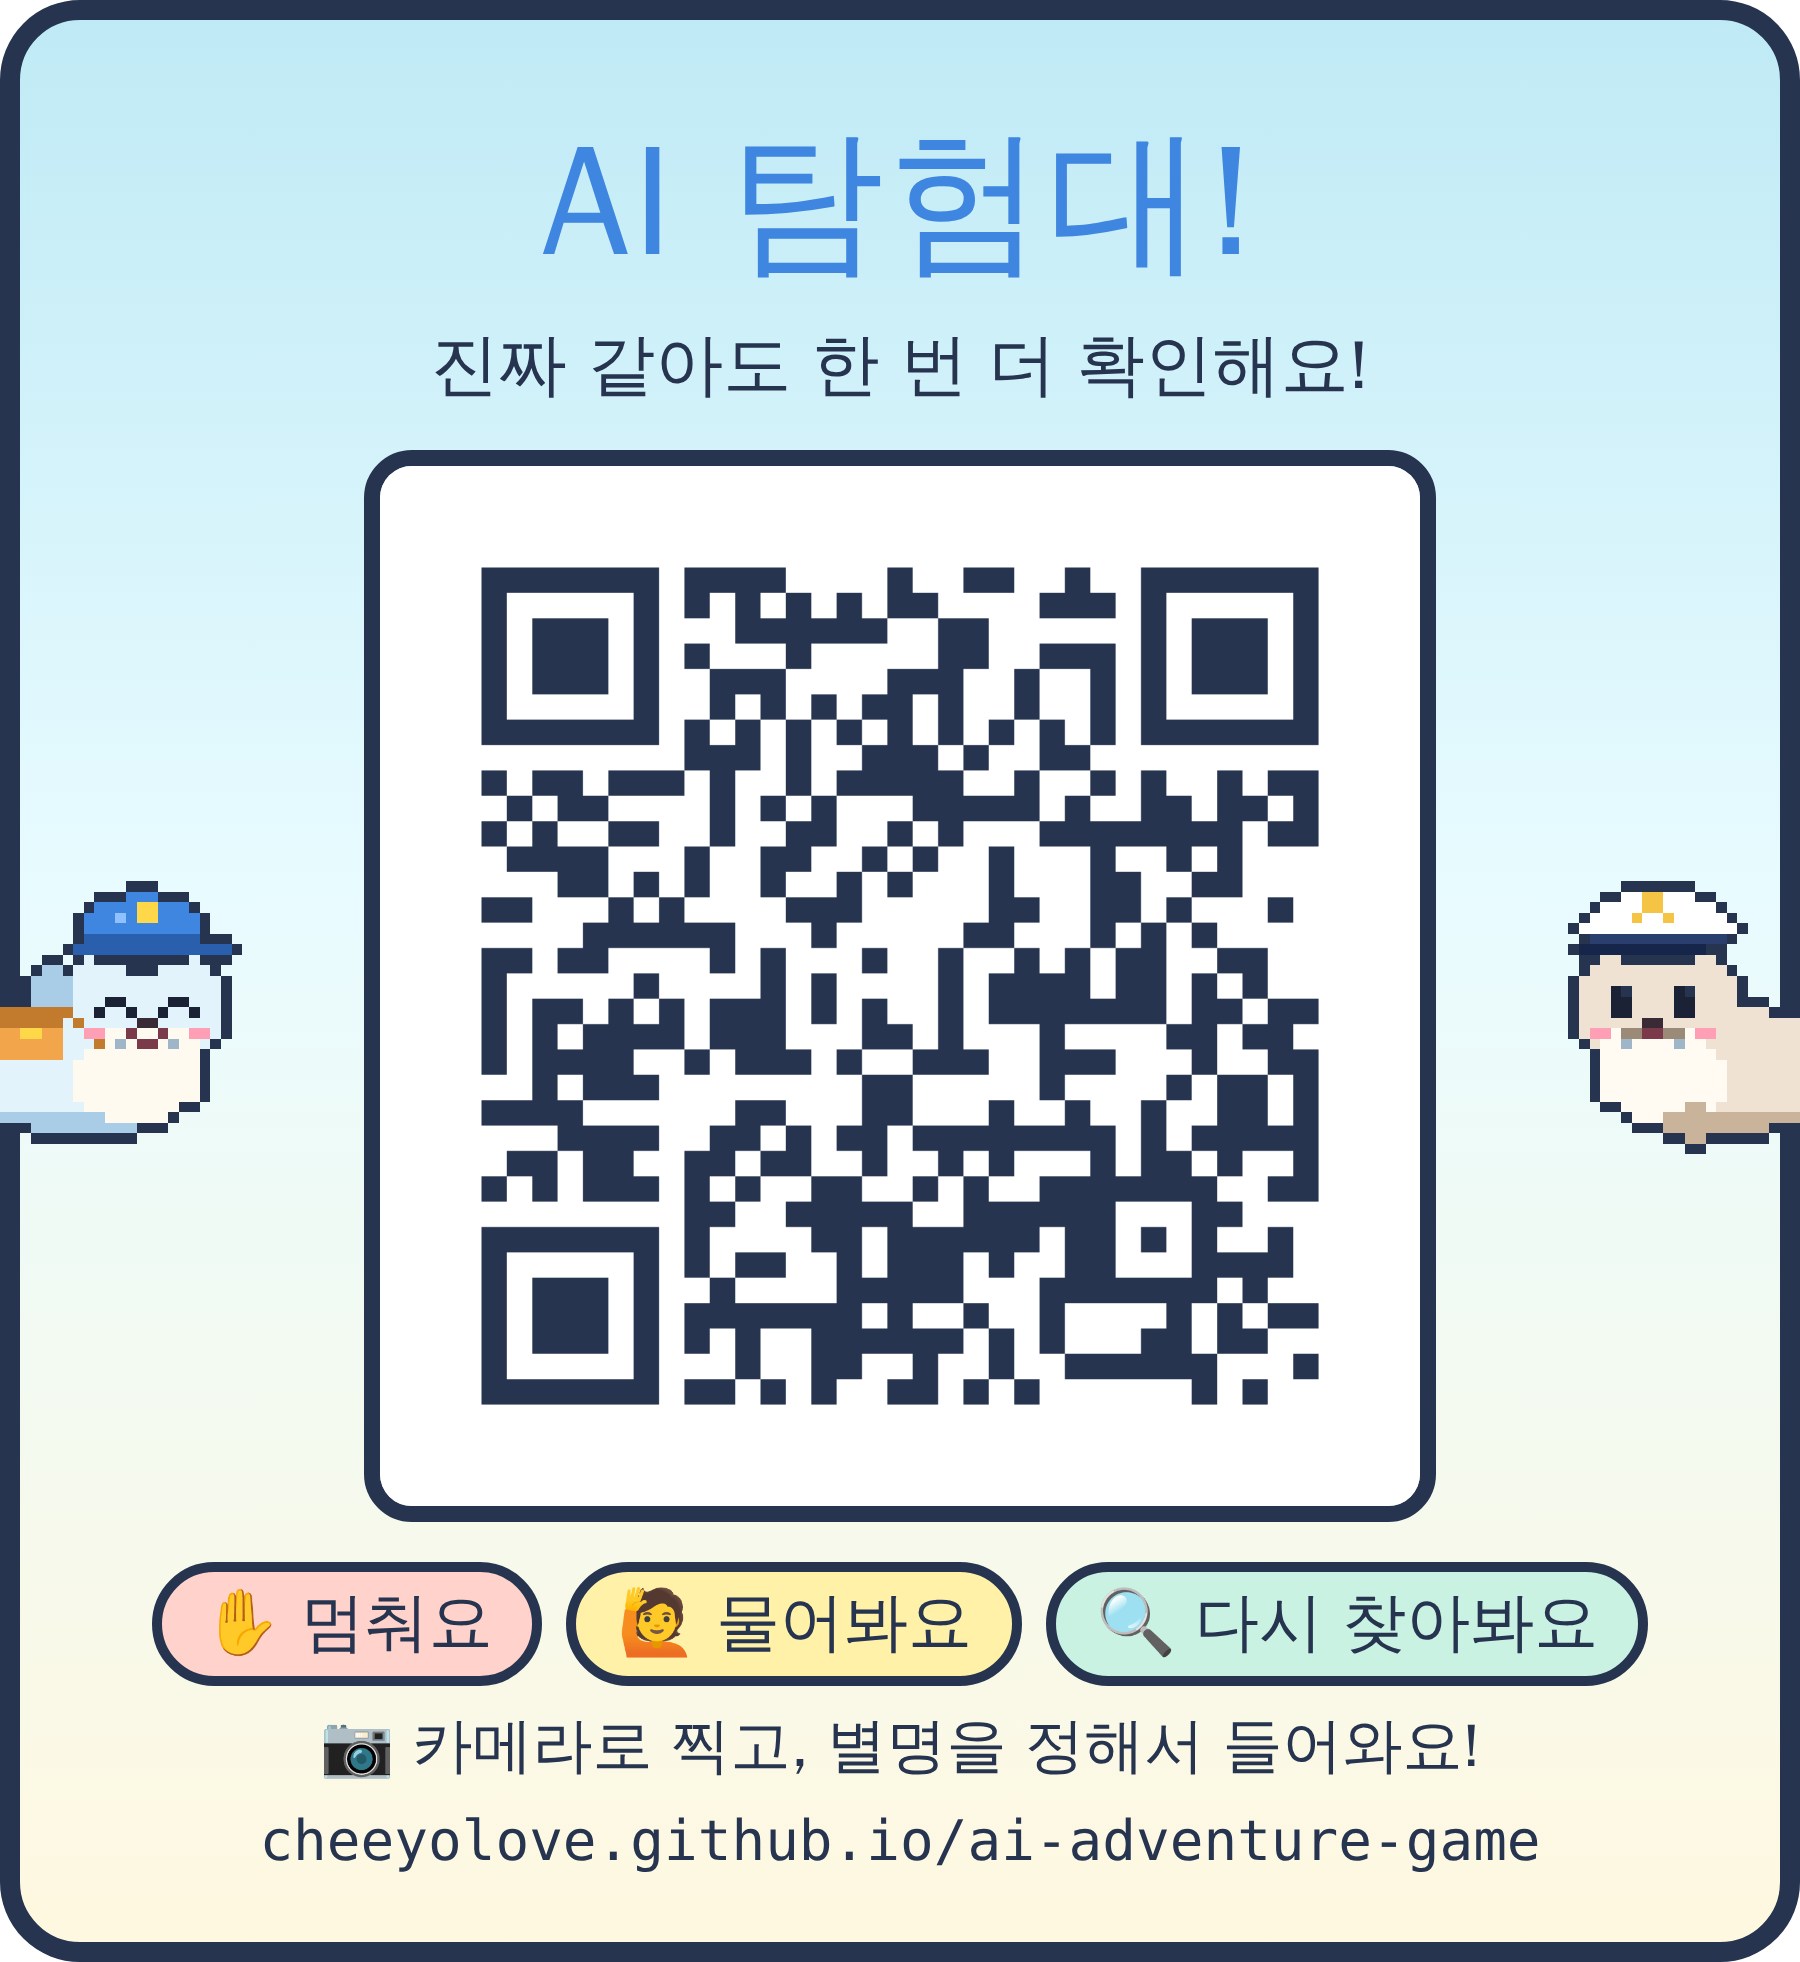 AI 탐험대!
진짜 같아도 한 번 더 확인해요!
✋ 멈춰요
🙋 물어봐요
🔍 다시 찾아봐요
📷 카메라로 찍고, 별명을 정해서 들어와요!
cheeyolove.github.io/ai-adventure-game